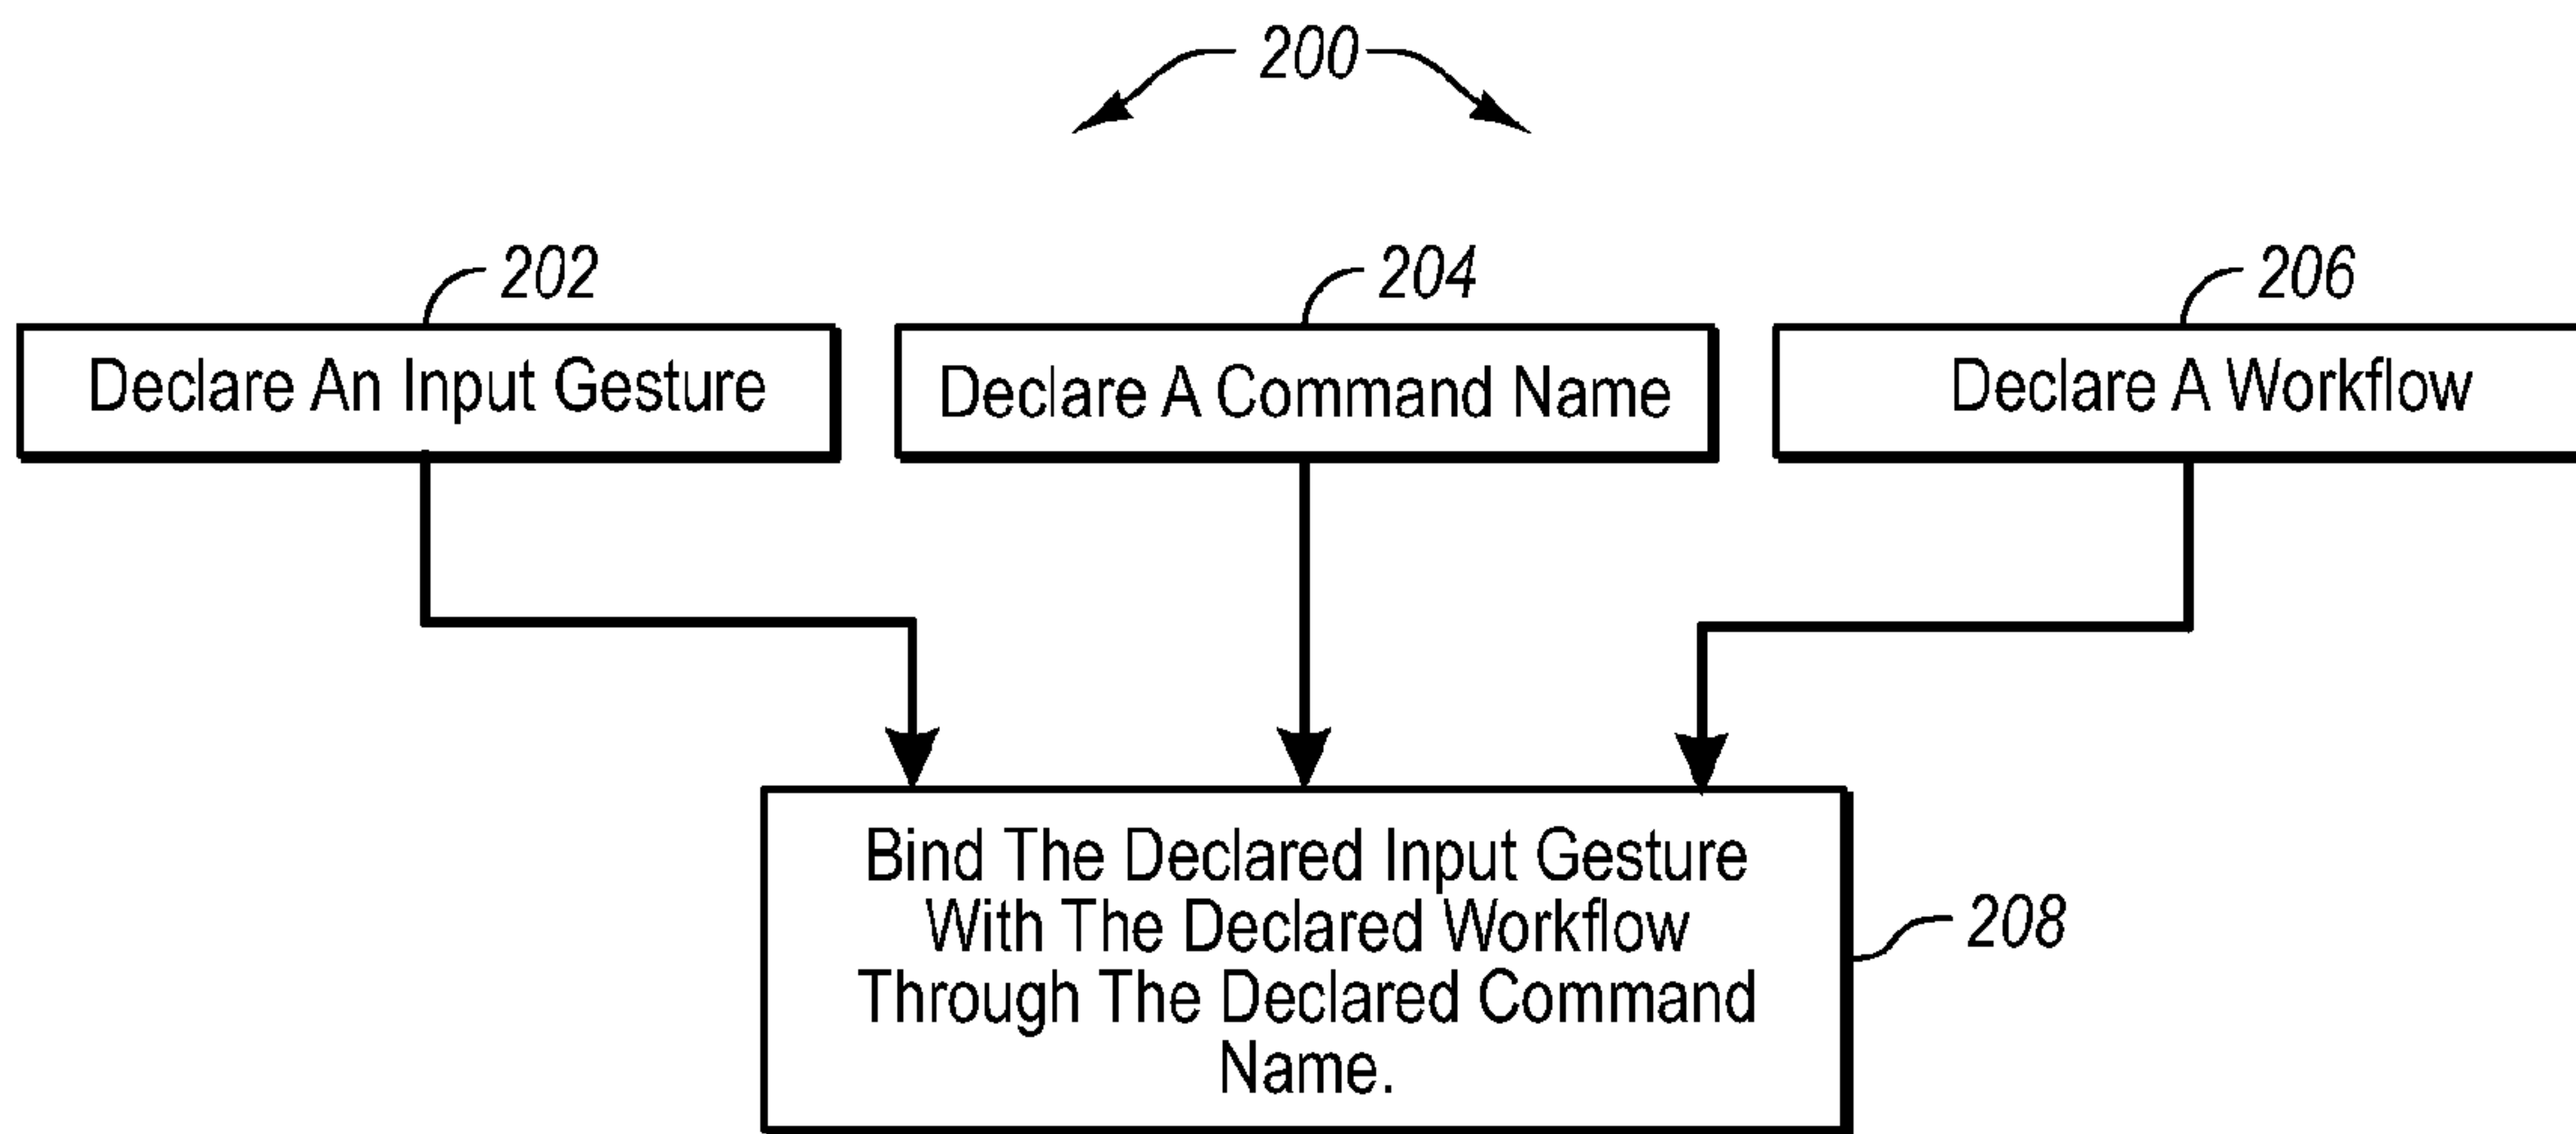 200
202
204
206
Declare An Input Gesture
Declare A Command Name
Declare A Workflow
Bind The Declared Input Gesture
With The Declared Workflow
Through The Declared Command
Name.
208